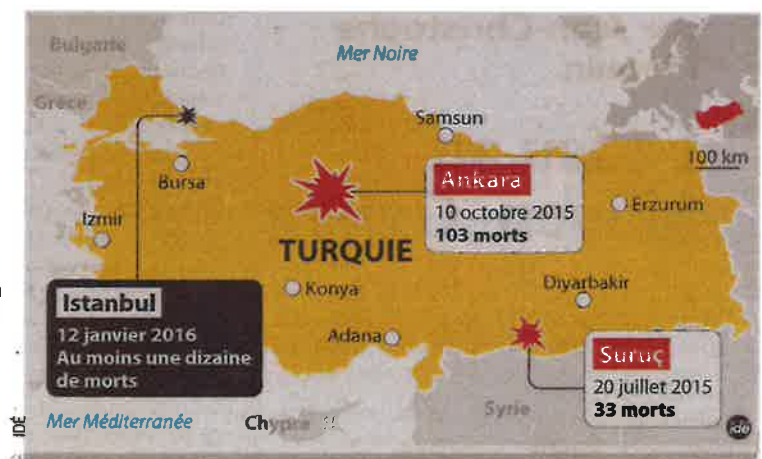 Bulgarie
Mer Noire
Grèce
Samsun
100 km
Bursa
Ankara
10 octobre 2015
103 morts
Erzurum
Izmir
TURQUIE
Istanbul
12 janvier 2016
Au moins une dizaine
de morts
Konya
Diyarbakir
Adana
Suruç
20 juillet 2015
33 morts
Syrie
Mer Méditerranée
Chypre
IDÉ
idé